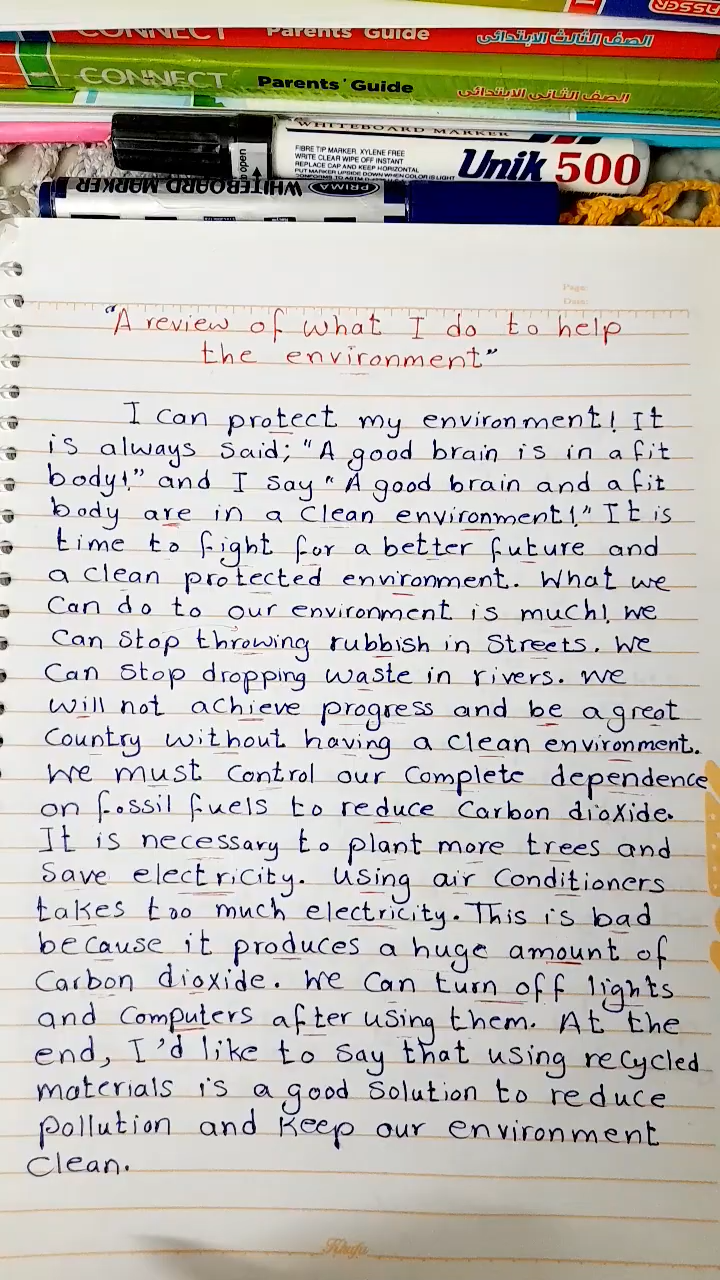 ASSER
CONNECT Parents' Guide الصف الثالث الابتدائى
CONNECT Parents' Guide الصف الثانى الابتدائى
WHITEBOARD MARKER
FIBRE TIP MARKER. XYLENE FREE
WRITE CLEAR WIPE OFF INSTANT
REPLACE CAP AND KEEP HORIZONTAL
PUT MARKER UPSIDE DOWN WHEN COLOR IS LIGHT
open
Unik 500
WHITEBOARD MARKER PRIMA
Page:
Date:
"A review of what I do to help
the environment"
I can protect my environment! It
is always said; "A good brain is in a fit
body!" and I say "A good brain and a fit
body are in a clean environment!" It is
time to fight for a better future and
a clean protected environment. What we
can do to our environment is much! we
can stop throwing rubbish in streets. we
can stop dropping waste in rivers. we
will not achieve progress and be a great
country without having a clean environment.
we must control our complete dependence
on fossil fuels to reduce carbon dioxide.
It is necessary to plant more trees and
save electricity. Using air conditioners
takes too much electricity. This is bad
because it produces a huge amount of
carbon dioxide. We can turn off lights
and computers after using them. At the
end, I'd like to say that using recycled
materials is a good solution to reduce
pollution and keep our environment
clean.
Khafu